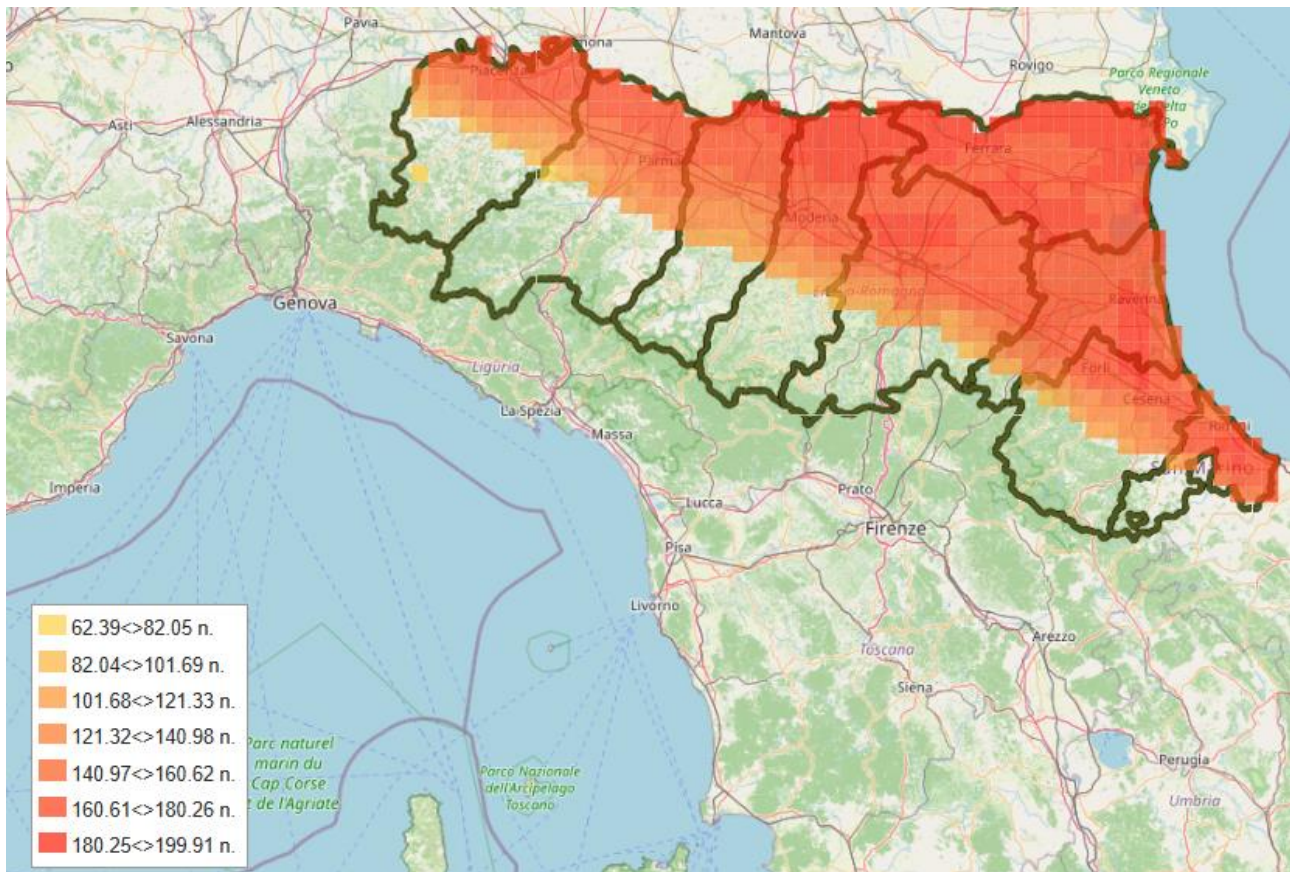 Pavia
Mantova
Rovigo
Parco Regionale
Veneto
Piacenza
Asti
Alessandria
Parma
Ferrara
Modena
Emilia-Romagna
Ravenna
Genova
Savona
Liguria
Forlì
Cesena
La Spezia
Rimini
Massa
San Marino
Imperia
Lucca
Prato
Firenze
Pisa
Livorno
Arezzo
Toscana
Siena
Parc naturel
marin du
Cap Corse
et de l'Agriate
Parco Nazionale
dell'Arcipelago
Toscano
Perugia
Umbria
62.39<>82.05 n.
82.04<>101.69 n.
101.68<>121.33 n.
121.32<>140.98 n.
140.97<>160.62 n.
160.61<>180.26 n.
180.25<>199.91 n.